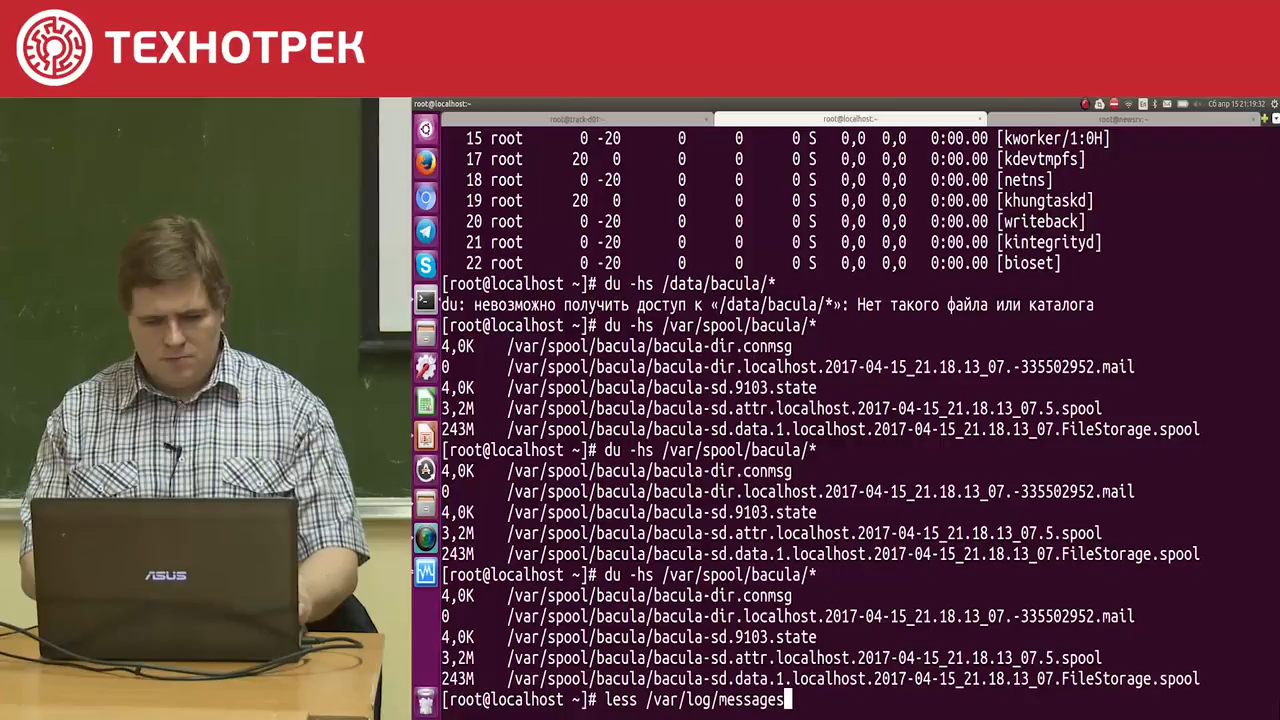 ТЕХНОТРЕК
root@localhost:~
Сб апр 15 21:19:32
root@track-d01:~
root@localhost:~
root@newsrv:~
15 root 0 -20 0 0 0 S 0,0 0,0 0:00.00 [kworker/1:0H]
17 root 20 0 0 0 0 S 0,0 0,0 0:00.00 [kdevtmpfs]
18 root 0 -20 0 0 0 S 0,0 0,0 0:00.00 [netns]
19 root 20 0 0 0 0 S 0,0 0,0 0:00.00 [khungtaskd]
20 root 0 -20 0 0 0 S 0,0 0,0 0:00.00 [writeback]
21 root 0 -20 0 0 0 S 0,0 0,0 0:00.00 [kintegrityd]
22 root 0 -20 0 0 0 S 0,0 0,0 0:00.00 [bioset]
[root@localhost ~]# du -hs /data/bacula/*
du: невозможно получить доступ к «/data/bacula/*»: Нет такого файла или каталога
[root@localhost ~]# du -hs /var/spool/bacula/*
4,0K /var/spool/bacula/bacula-dir.conmsg
0 /var/spool/bacula/bacula-dir.localhost.2017-04-15_21.18.13_07.-335502952.mail
4,0K /var/spool/bacula/bacula-sd.9103.state
3,2M /var/spool/bacula/bacula-sd.attr.localhost.2017-04-15_21.18.13_07.5.spool
243M /var/spool/bacula/bacula-sd.data.1.localhost.2017-04-15_21.18.13_07.FileStorage.spool
[root@localhost ~]# du -hs /var/spool/bacula/*
4,0K /var/spool/bacula/bacula-dir.conmsg
0 /var/spool/bacula/bacula-dir.localhost.2017-04-15_21.18.13_07.-335502952.mail
4,0K /var/spool/bacula/bacula-sd.9103.state
3,2M /var/spool/bacula/bacula-sd.attr.localhost.2017-04-15_21.18.13_07.5.spool
243M /var/spool/bacula/bacula-sd.data.1.localhost.2017-04-15_21.18.13_07.FileStorage.spool
[root@localhost ~]# du -hs /var/spool/bacula/*
4,0K /var/spool/bacula/bacula-dir.conmsg
0 /var/spool/bacula/bacula-dir.localhost.2017-04-15_21.18.13_07.-335502952.mail
4,0K /var/spool/bacula/bacula-sd.9103.state
3,2M /var/spool/bacula/bacula-sd.attr.localhost.2017-04-15_21.18.13_07.5.spool
243M /var/spool/bacula/bacula-sd.data.1.localhost.2017-04-15_21.18.13_07.FileStorage.spool
[root@localhost ~]# less /var/log/messages
ASUS